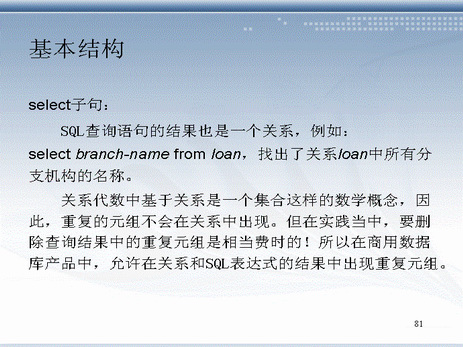 基本结构
select子句：
SQL查询语句的结果也是一个关系，例如：
select branch-name from loan，找出了关系loan中所有分
支机构的名称。
关系代数中基于关系是一个集合这样的数学概念，因
此，重复的元组不会在关系中出现。但在实践当中，要删
除查询结果中的重复元组是相当费时的！所以在商用数据
库产品中，允许在关系和SQL表达式的结果中出现重复元组。
81